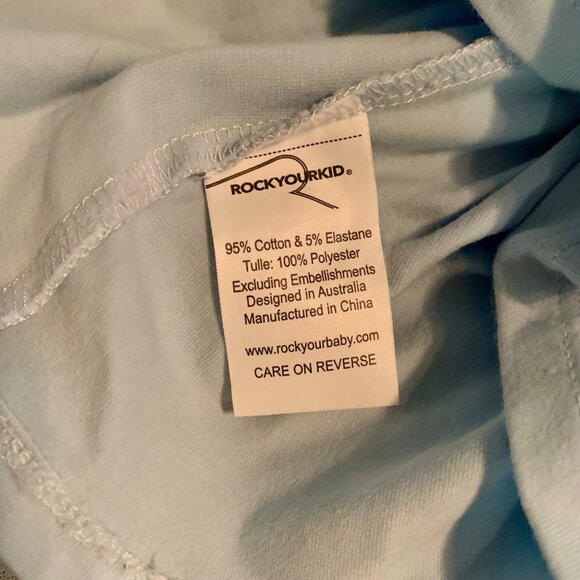 ROCKYOURKID®
95% Cotton & 5% Elastane
Tulle: 100% Polyester
Excluding Embellishments
Designed in Australia
Manufactured in China
www.rockyourbaby.com
CARE ON REVERSE